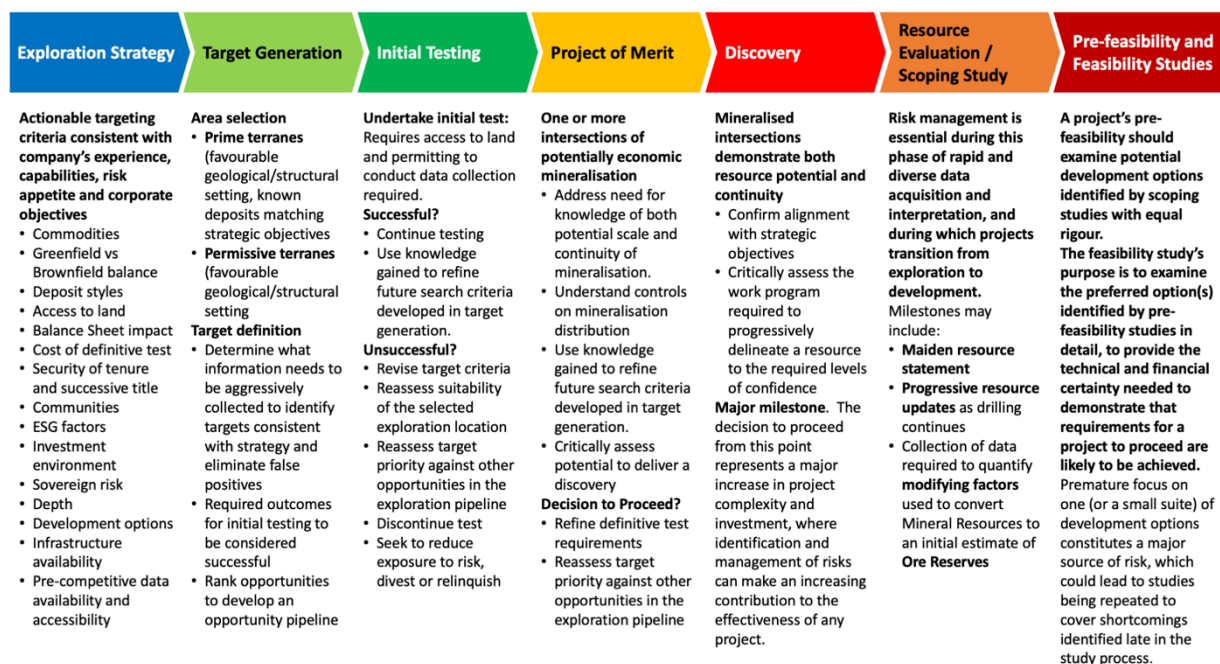 Exploration Strategy
Target Generation
Initial Testing
Project of Merit
Discovery
Resource
Evaluation /
Scoping Study
Pre-feasibility and
Feasibility Studies
Actionable targeting
criteria consistent with
company’s experience,
capabilities, risk
appetite and corporate
objectives
• Commodities
• Greenfield vs
Brownfield balance
• Deposit styles
• Access to land
• Balance Sheet impact
• Cost of definitive test
• Security of tenure
and successive title
• Communities
• ESG factors
• Investment
environment
• Sovereign risk
• Depth
• Development options
• Infrastructure
availability
• Pre-competitive data
availability and
accessibility
Area selection
• Prime terranes
(favourable
geological/structural
setting, known
deposits matching
strategic objectives
• Permissive terranes
(favourable
geological/structural
setting
Target definition
• Determine what
information needs to
be aggressively
collected to identify
targets consistent
with strategy and
eliminate false
positives
• Required outcomes
for initial testing to
be considered
successful
• Rank opportunities
to develop an
opportunity pipeline
Undertake initial test:
Requires access to land
and permitting to
conduct data collection
required.
Successful?
• Continue testing
• Use knowledge
gained to refine
future search criteria
developed in target
generation.
Unsuccessful?
• Revise target criteria
• Reassess suitability
of the selected
exploration location
• Reassess target
priority against other
opportunities in the
exploration pipeline
• Discontinue test
• Seek to reduce
exposure to risk,
divest or relinquish
One or more
intersections of
potentially economic
mineralisation
• Address need for
knowledge of both
potential scale and
continuity of
mineralisation.
• Understand controls
on mineralisation
distribution
• Use knowledge
gained to refine
future search criteria
developed in target
generation.
• Critically assess
potential to deliver a
discovery
Decision to Proceed?
• Refine definitive test
requirements
• Reassess target
priority against other
opportunities in the
exploration pipeline
Mineralised
intersections
demonstrate both
resource potential and
continuity
• Confirm alignment
with strategic
objectives
• Critically assess the
work program
required to
progressively
delineate a resource
to the required levels
of confidence
Major milestone. The
decision to proceed
from this point
represents a major
increase in project
complexity and
investment, where
identification and
management of risks
can make an increasing
contribution to the
effectiveness of any
project.
Risk management is
essential during this
phase of rapid and
diverse data
acquisition and
interpretation, and
during which projects
transition from
exploration to
development.
Milestones may
include:
• Maiden resource
statement
• Progressive resource
updates as drilling
continues
• Collection of data
required to quantify
modifying factors
used to convert
Mineral Resources to
an initial estimate of
Ore Reserves
A project’s pre-
feasibility should
examine potential
development options
identified by scoping
studies with equal
rigour.
The feasibility study’s
purpose is to examine
the preferred option(s)
identified by pre-
feasibility studies in
detail, to provide the
technical and financial
certainty needed to
demonstrate that
requirements for a
project to proceed are
likely to be achieved.
Premature focus on
one (or a small suite) of
development options
constitutes a major
source of risk, which
could lead to studies
being repeated to
cover shortcomings
identified late in the
study process.